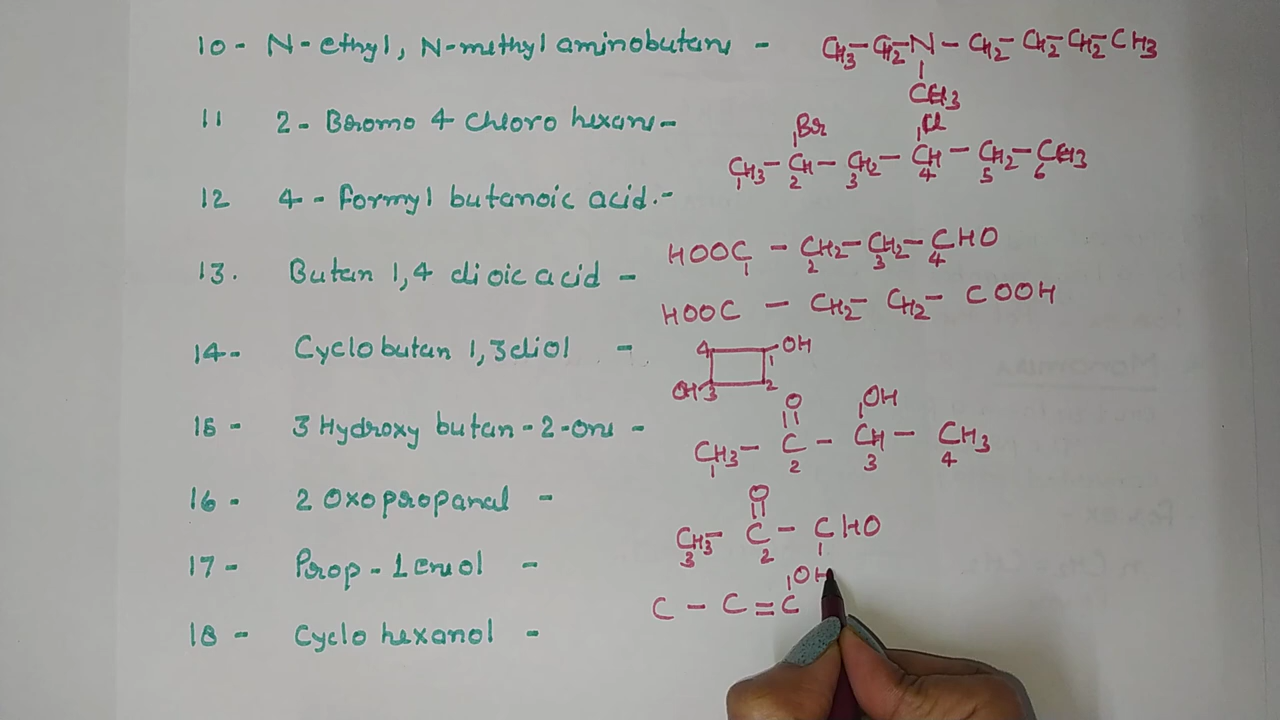 10- N-ethyl, N-methyl aminobutane - CH3-CH2-N-CH2-CH2-CH2-CH3
CH3
11 2-Bromo 4 chloro hexane-
Br Cl
CH3-CH-CH2-CH-CH2-CH3
1 2 3 4 5 6
12 4-formyl butanoic acid.-
HOOC-CH2-CH2-CHO
1 2 3 4
13. Butan 1,4 dioic acid -
HOOC - CH2-CH2-COOH
14- Cyclobutan 1,3diol -
4 OH
1
OH 3 2
15- 3 Hydroxy butan-2-one -
O OH
CH3-C-CH-CH3
1 2 3 4
16- 2 Oxopropanal -
O
CH3-C-CHO
3 2 1
17- Prop-1enol -
OH
C-C=C
18- Cyclo hexanol -